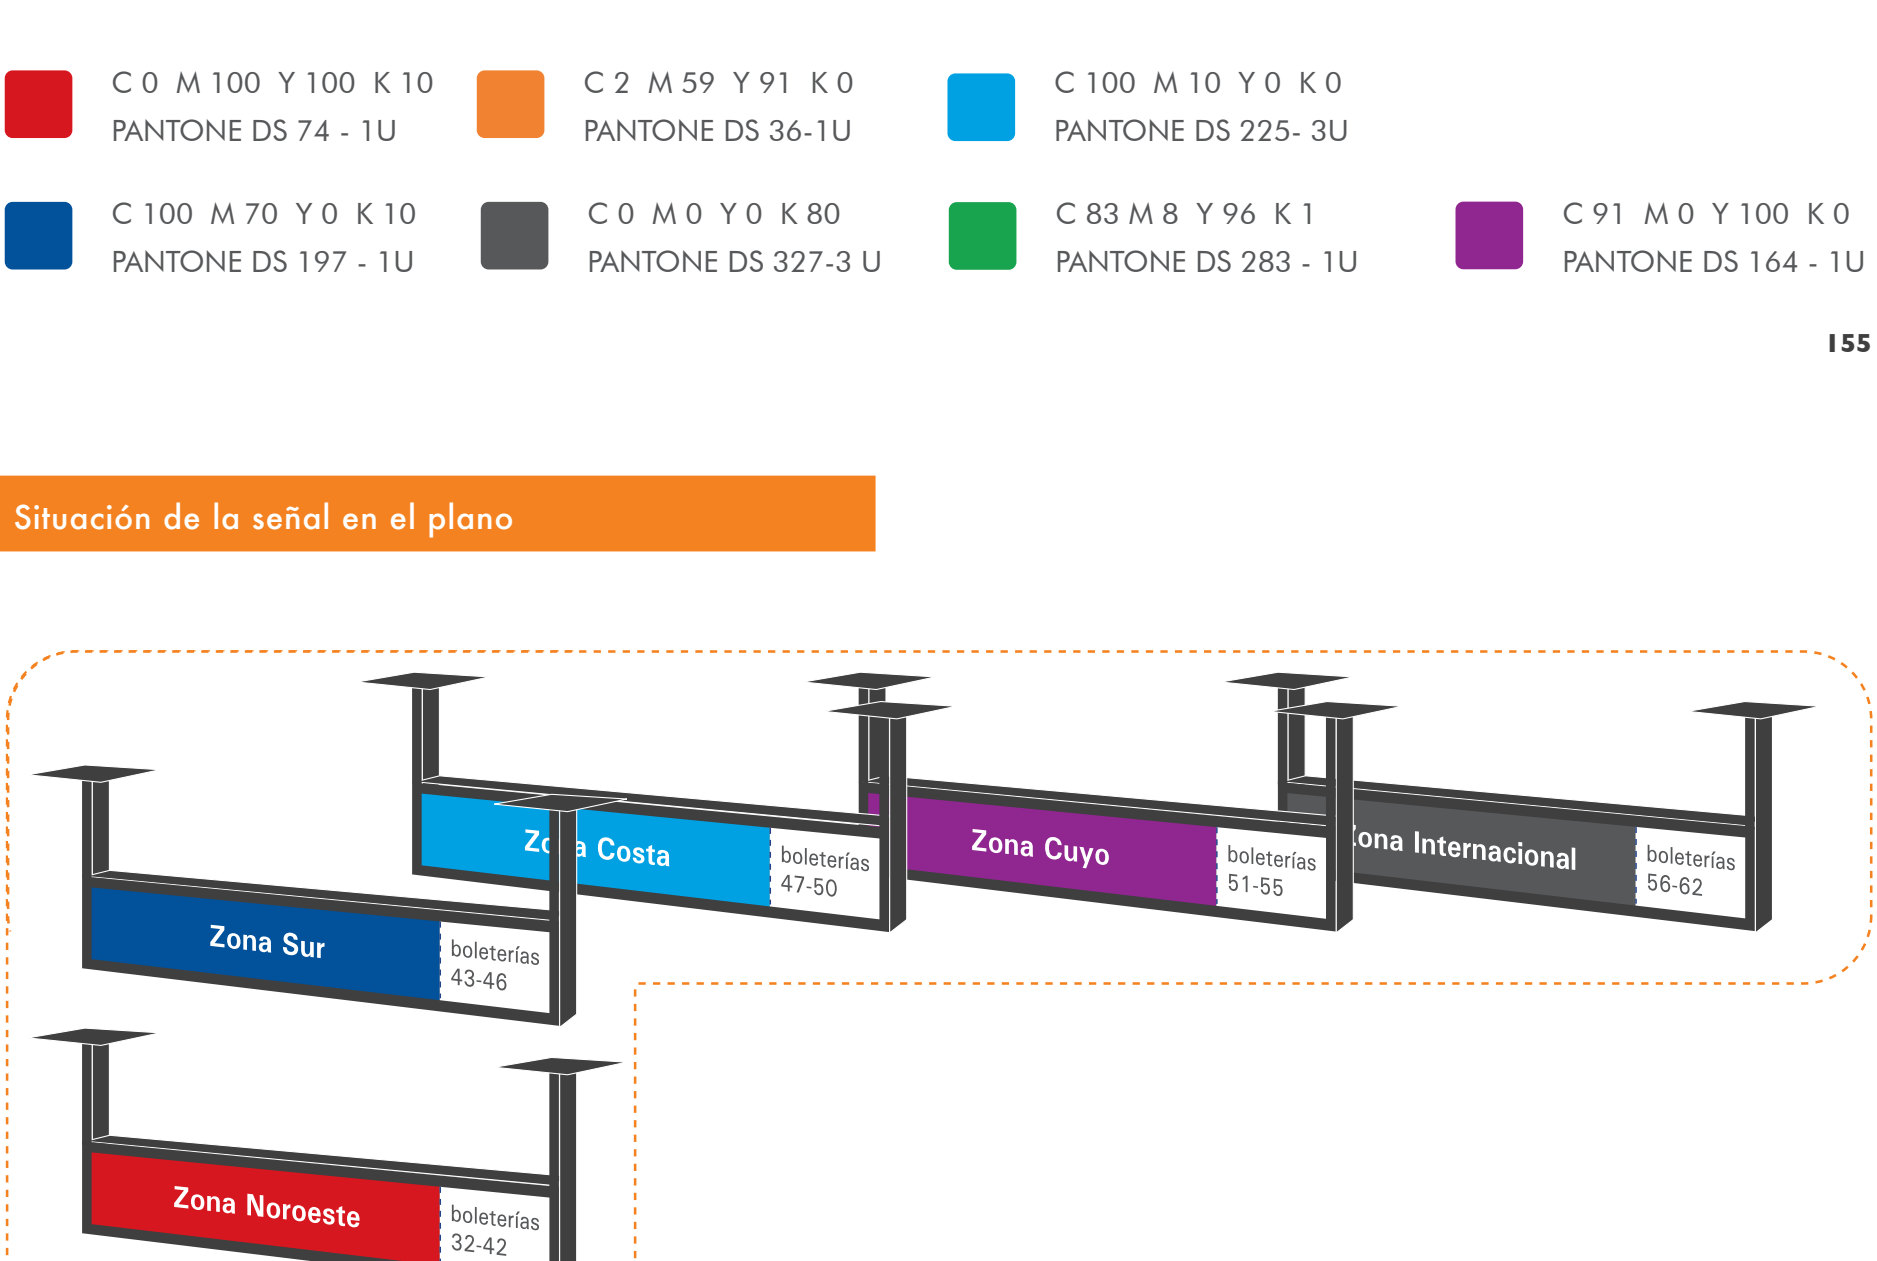 C 0 M 100 Y 100 K 10
PANTONE DS 74 - 1U
C 2 M 59 Y 91 K 0
PANTONE DS 36-1U
C 100 M 10 Y 0 K 0
PANTONE DS 225- 3U
C 100 M 70 Y 0 K 10
PANTONE DS 197 - 1U
C 0 M 0 Y 0 K 80
PANTONE DS 327-3 U
C 83 M 8 Y 96 K 1
PANTONE DS 283 - 1U
C 91 M 0 Y 100 K 0
PANTONE DS 164 - 1U
155
Situación de la señal en el plano
Zona Costa
boleterías
47-50
Zona Cuyo
boleterías
51-55
Zona Internacional
boleterías
56-62
Zona Sur
boleterías
43-46
Zona Noroeste
boleterías
32-42